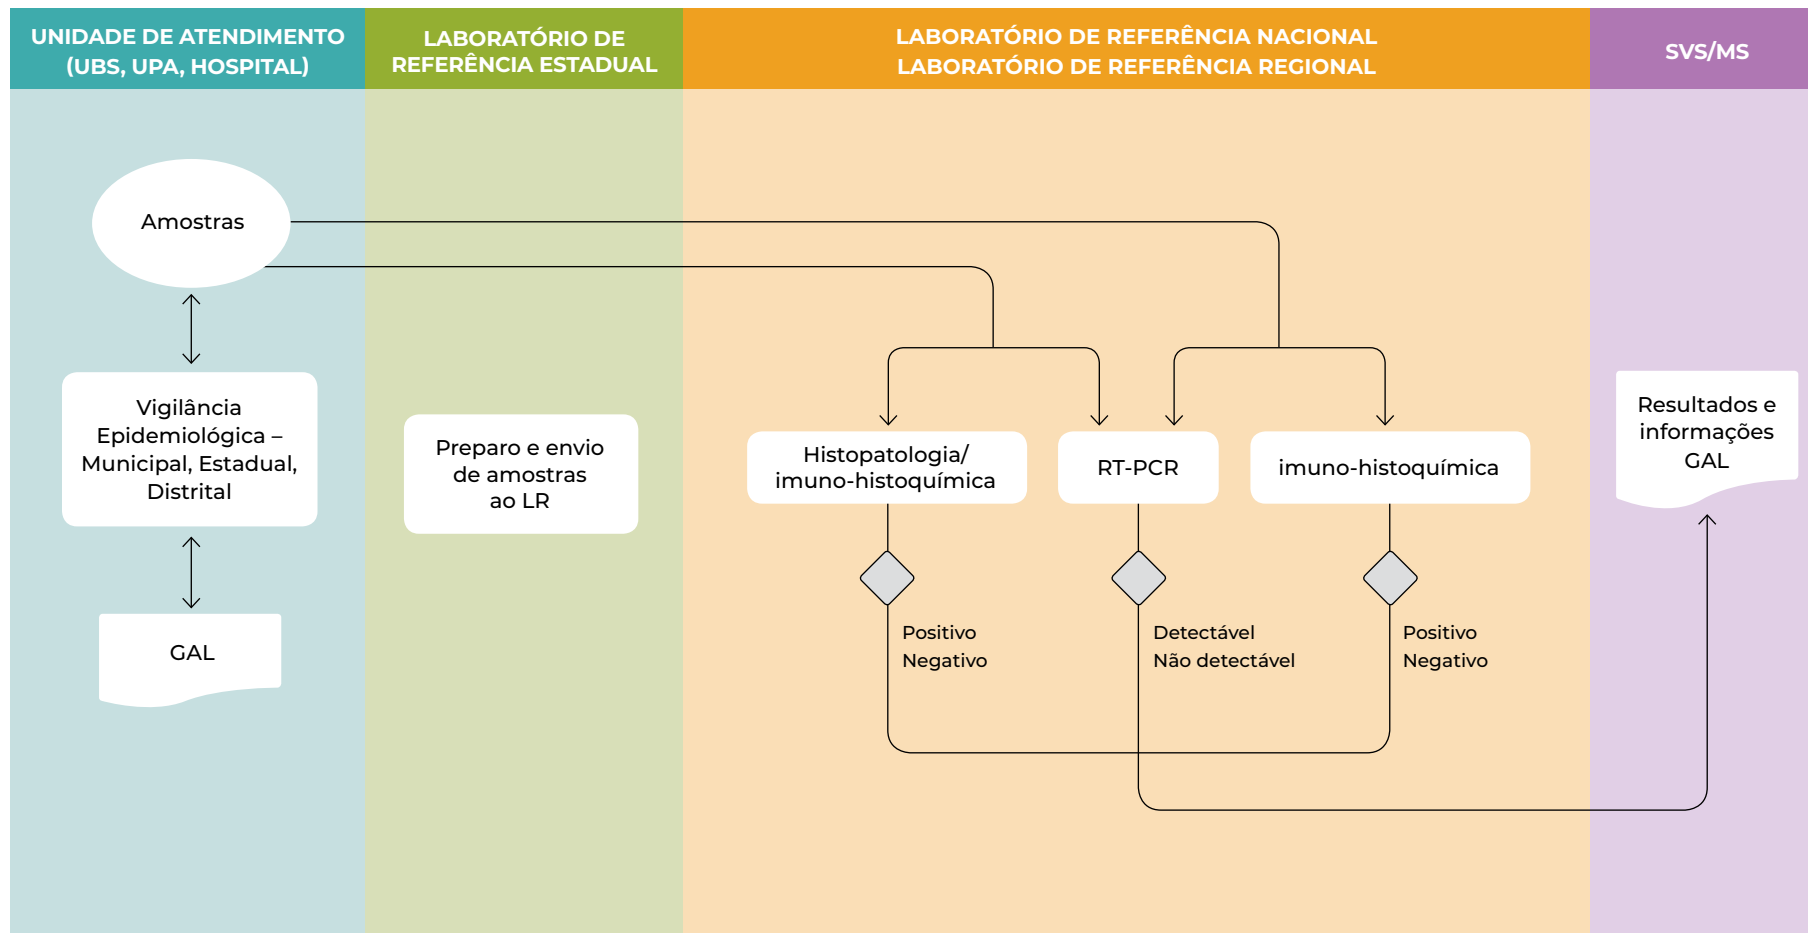 UNIDADE DE ATENDIMENTO
(UBS, UPA, HOSPITAL)
LABORATÓRIO DE
REFERÊNCIA ESTADUAL
LABORATÓRIO DE REFERÊNCIA NACIONAL
LABORATÓRIO DE REFERÊNCIA REGIONAL
SVS/MS
Amostras
Vigilância
Epidemiológica –
Municipal, Estadual,
Distrital
GAL
Preparo e envio
de amostras
ao LR
Histopatologia/
imuno-histoquímica
RT-PCR
imuno-histoquímica
Positivo
Negativo
Detectável
Não detectável
Positivo
Negativo
Resultados e
informações
GAL